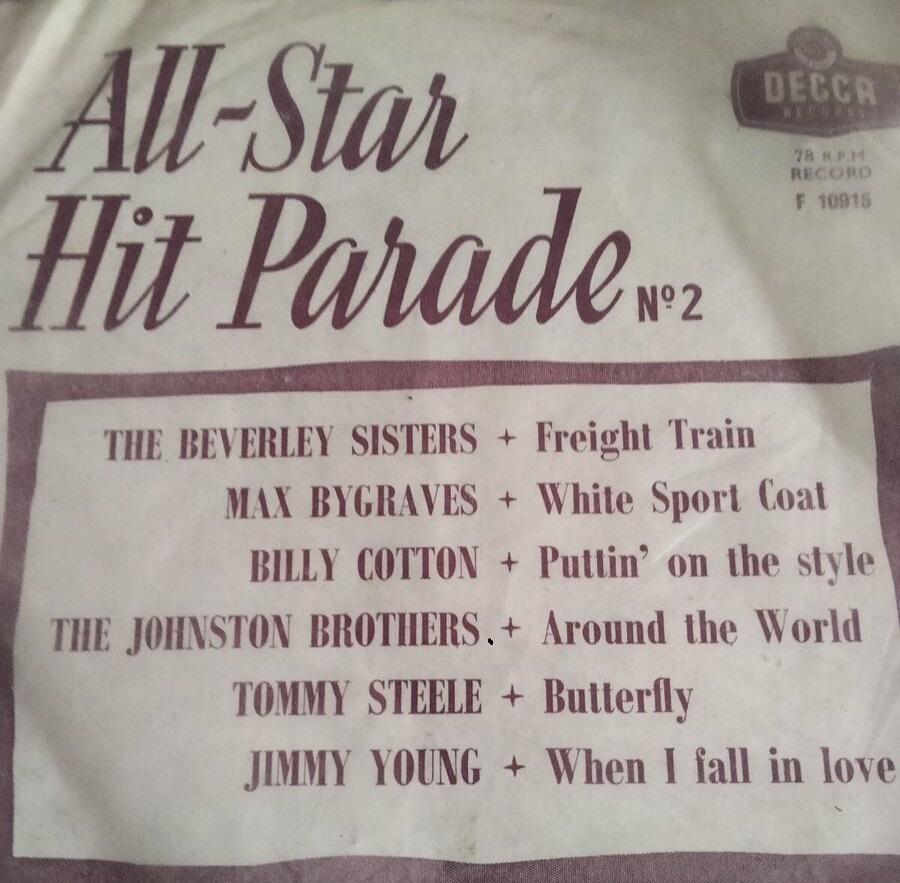 All-Star
Hit Parade Nº 2
DECCA
RECORDS
78 R.P.M
RECORD
F 10915
THE BEVERLEY SISTERS + Freight Train
MAX BYGRAVES + White Sport Coat
BILLY COTTON + Puttin' on the style
THE JOHNSTON BROTHERS + Around the World
TOMMY STEELE + Butterfly
JIMMY YOUNG + When I fall in love